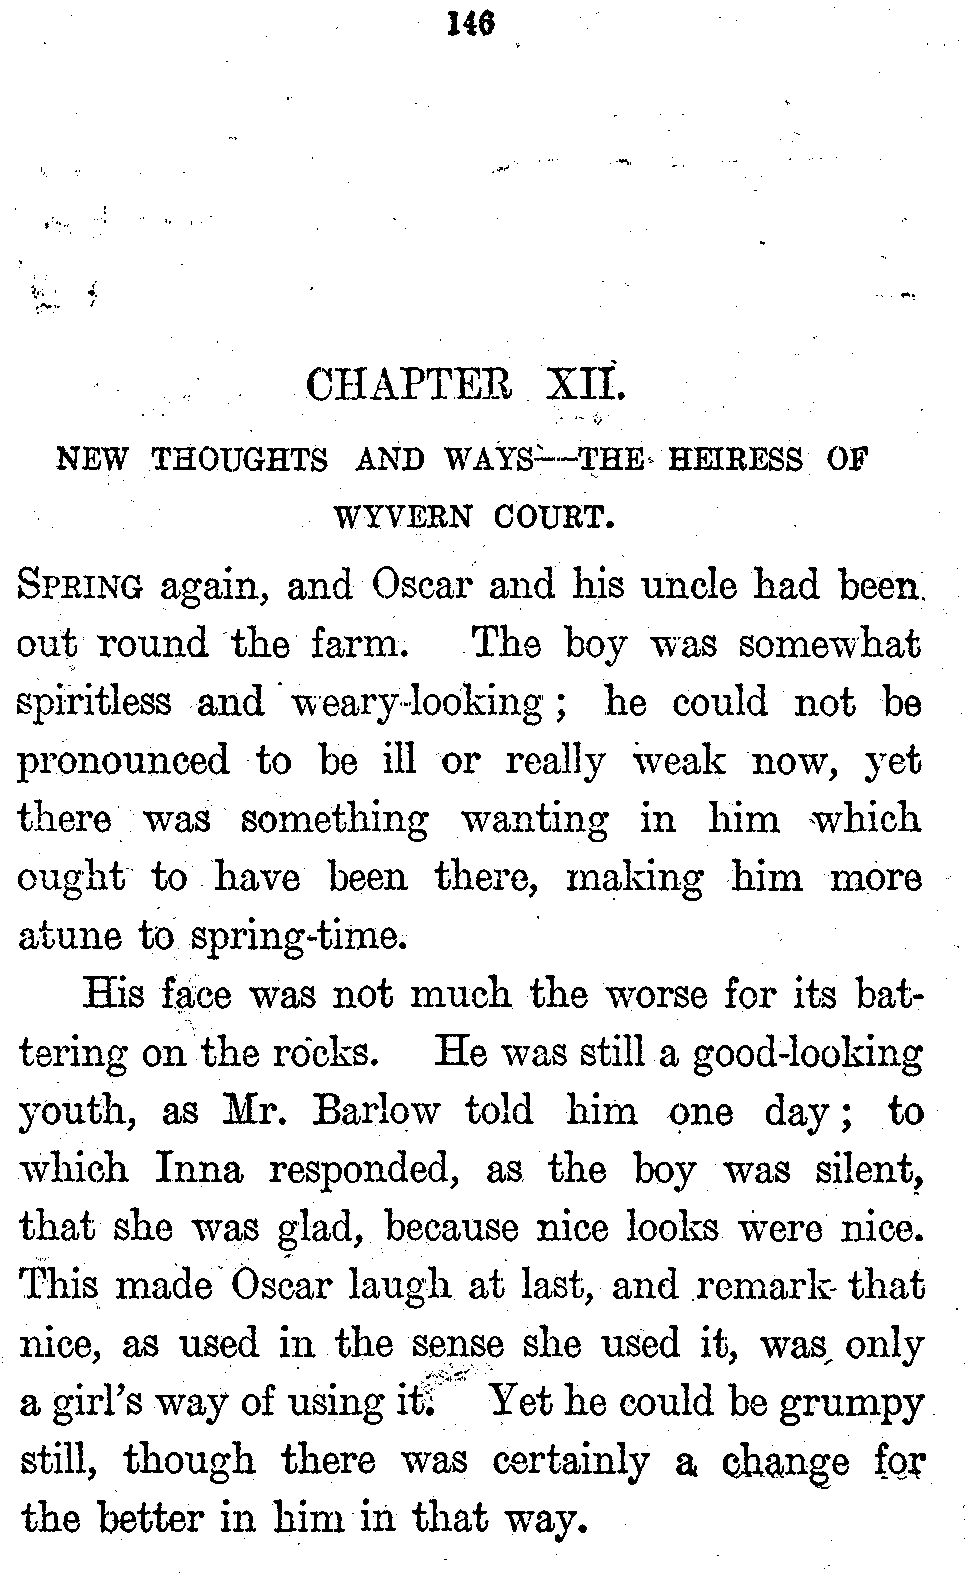 146
CHAPTER XII.
NEW THOUGHTS AND WAYS—THE HEIRESS OF
WYVERN COURT.
SPRING again, and Oscar and his uncle had been
out round the farm. The boy was somewhat
spiritless and weary-looking; he could not be
pronounced to be ill or really weak now, yet
there was something wanting in him which
ought to have been there, making him more
atune to spring-time.
His face was not much the worse for its bat-
tering on the rocks. He was still a good-looking
youth, as Mr. Barlow told him one day; to
which Inna responded, as the boy was silent,
that she was glad, because nice looks were nice.
This made Oscar laugh at last, and remark that
nice, as used in the sense she used it, was only
a girl's way of using it. Yet he could be grumpy
still, though there was certainly a change for
the better in him in that way.